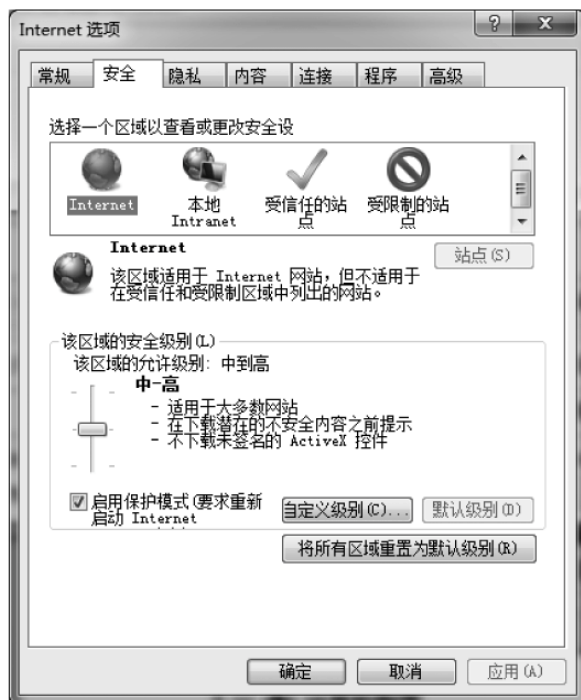 Internet 选项
常规
安全
隐私
内容
连接
程序
高级
选择一个区域以查看或更改安全设
Internet
本地
Intranet
受信任的站
点
受限制的站
点
Internet
站点(S)
该区域适用于 Internet 网站，但不适用于
在受信任和受限制区域中列出的网站。
该区域的安全级别(L)
该区域的允许级别: 中到高
中-高
- 适用于大多数网站
- 在下载潜在的不安全内容之前提示
- 不下载未签名的 ActiveX 控件
启用保护模式(要求重新
启动 Internet
自定义级别(C)...
默认级别(D)
将所有区域重置为默认级别(R)
确定
取消
应用(A)